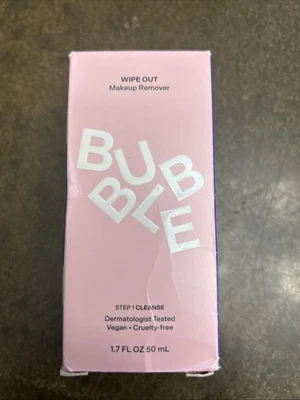 WIPE OUT
Makeup Remover
BUBBLE
STEP 1 CLEANSE
Dermatologist Tested
Vegan • Cruelty-free
1.7 FL OZ 50 mL